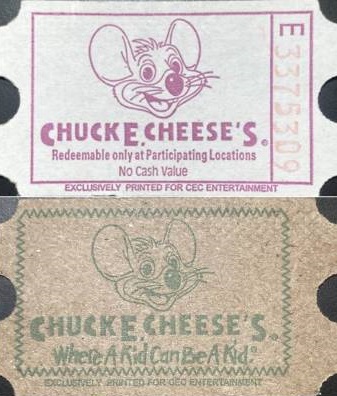 CHUCK E. CHEESE'S®
Redeemable only at Participating Locations
No Cash Value
EXCLUSIVELY PRINTED FOR CEC ENTERTAINMENT
E 3375309
CHUCK E. CHEESE'S®
Where A Kid Can Be A Kid®
EXCLUSIVELY PRINTED FOR CEC ENTERTAINMENT